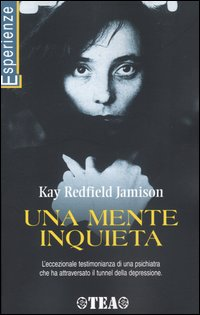 Esperienze
Kay Redfield Jamison
UNA MENTE
INQUIETA
L'eccezionale testimonianza di una psichiatra
che ha attraversato il tunnel della depressione.
TEA